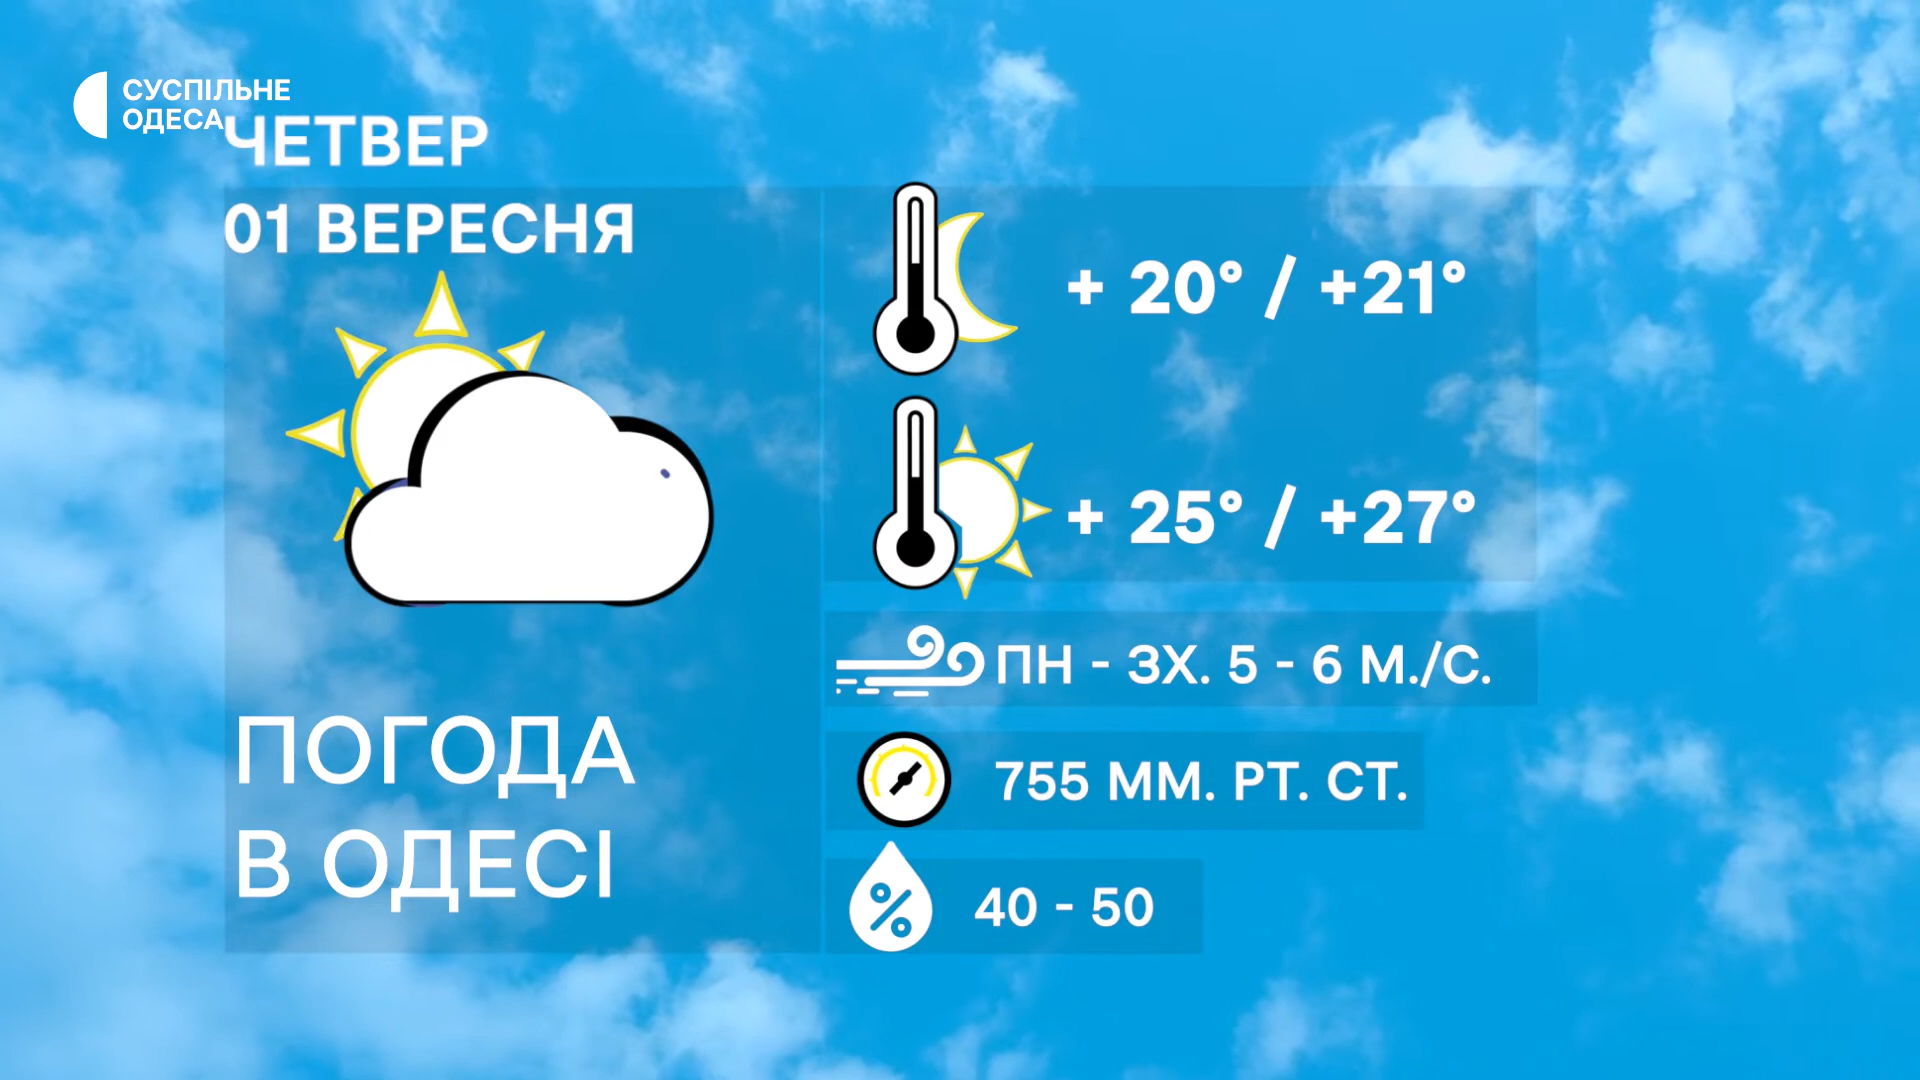 СУСПІЛЬНЕ
ОДЕСА
ЧЕТВЕР
01 ВЕРЕСНЯ
ПОГОДА
В ОДЕСІ
+ 20° / +21°
+ 25° / +27°
ПН - ЗХ. 5 - 6 М./С.
755 ММ. РТ. СТ.
% 40 - 50